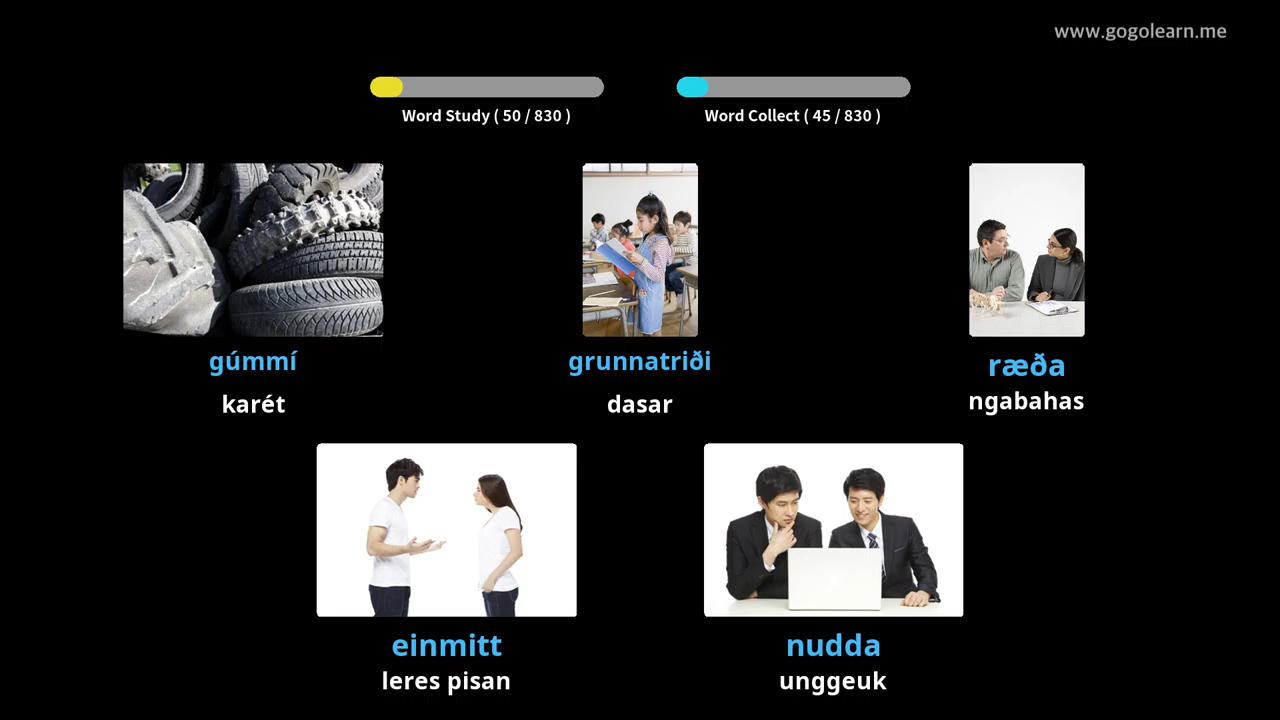 www.gogolearn.me
Word Study ( 50 / 830 )
Word Collect ( 45 / 830 )
gúmmí
karét
grunnatriði
dasar
ræða
ngabahas
einmitt
leres pisan
nudda
unggeuk